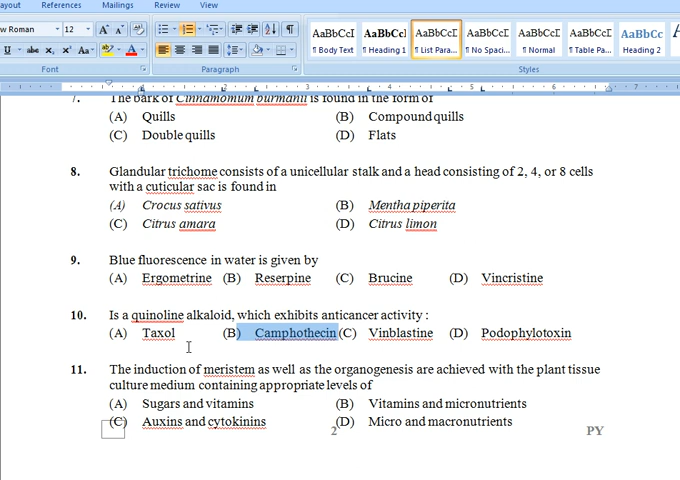 ayout References Mailings Review View
w Roman 12
AaBbCcI AaBbCcl AaBbCcI AaBbCcI AaBbCcI AaBbCcI AaBbCc
¶ Body Text ¶ Heading 1 ¶ List Para... ¶ No Spaci... ¶ Normal ¶ Table Pa... Heading 2
Font Paragraph Styles
7. The bark of Cinnamomum burmanii is found in the form of
(A) Quills (B) Compound quills
(C) Double quills (D) Flats
8. Glandular trichome consists of a unicellular stalk and a head consisting of 2, 4, or 8 cells
with a cuticular sac is found in
(A) Crocus sativus (B) Mentha piperita
(C) Citrus amara (D) Citrus limon
9. Blue fluorescence in water is given by
(A) Ergometrine (B) Reserpine (C) Brucine (D) Vincristine
10. Is a quinoline alkaloid, which exhibits anticancer activity :
(A) Taxol (B) Camphothecin (C) Vinblastine (D) Podophylotoxin
11. The induction of meristem as well as the organogenesis are achieved with the plant tissue
culture medium containing appropriate levels of
(A) Sugars and vitamins (B) Vitamins and micronutrients
(C) Auxins and cytokinins (D) Micro and macronutrients
2 PY